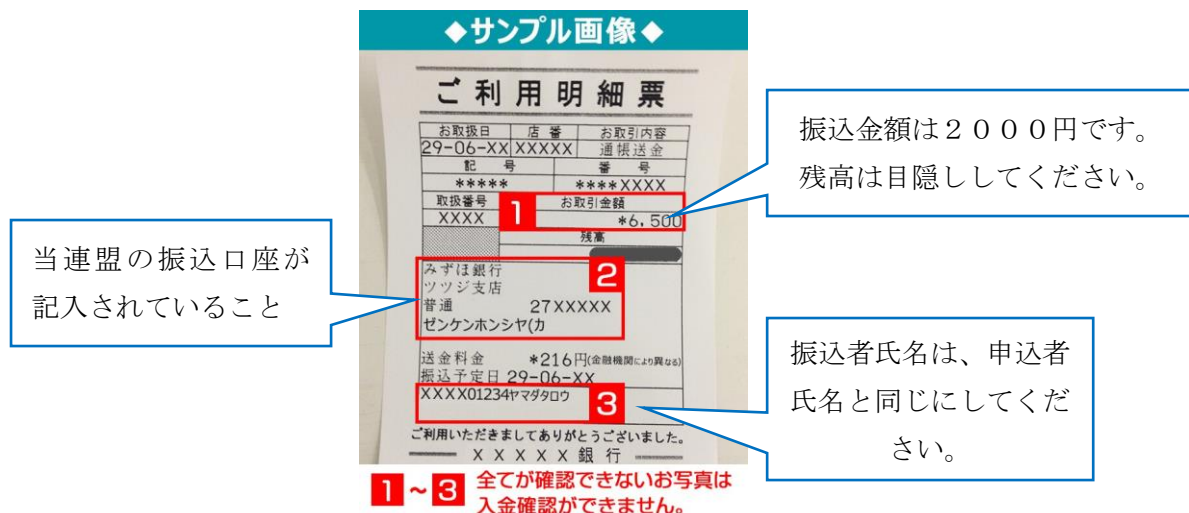 ◆サンプル画像◆
ご利用明細票
お取扱日 店番 お取引内容
29-06-XX XXXXX 通帳送金
記号 番号
***** ****XXXX
取扱番号 1 お取引金額
XXXX *6,500
残高
みずほ銀行 2
ツツジ支店
普通 27XXXXX
ゼンケンホンシヤ(カ
送金料金 *216円(金融機関により異なる)
振込予定日 29-06-XX
XXXX01234ヤマダタロウ 3
ご利用いただきましてありがとうございました。
XXXXX銀行
1~3 全てが確認できないお写真は
入金確認ができません。
振込金額は2000円です。
残高は目隠ししてください。
当連盟の振込口座が
記入されていること
振込者氏名は、申込者
氏名と同じにしてくだ
さい。